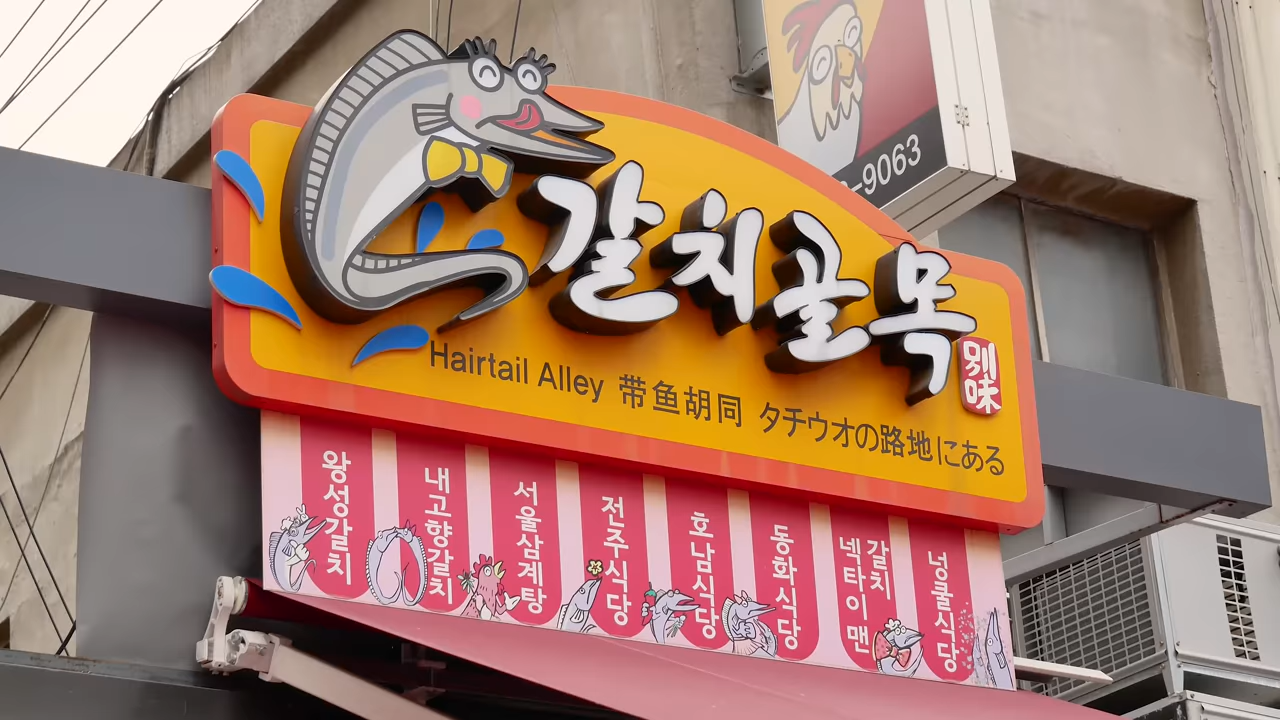 -9063
갈치골목
別味
Hairtail Alley 带鱼胡同 タチウオの路地にある
왕성갈치
내고향갈치
서울삼계탕
전주식당
호남식당
동화식당
갈치
넥타이맨
넝쿨식당